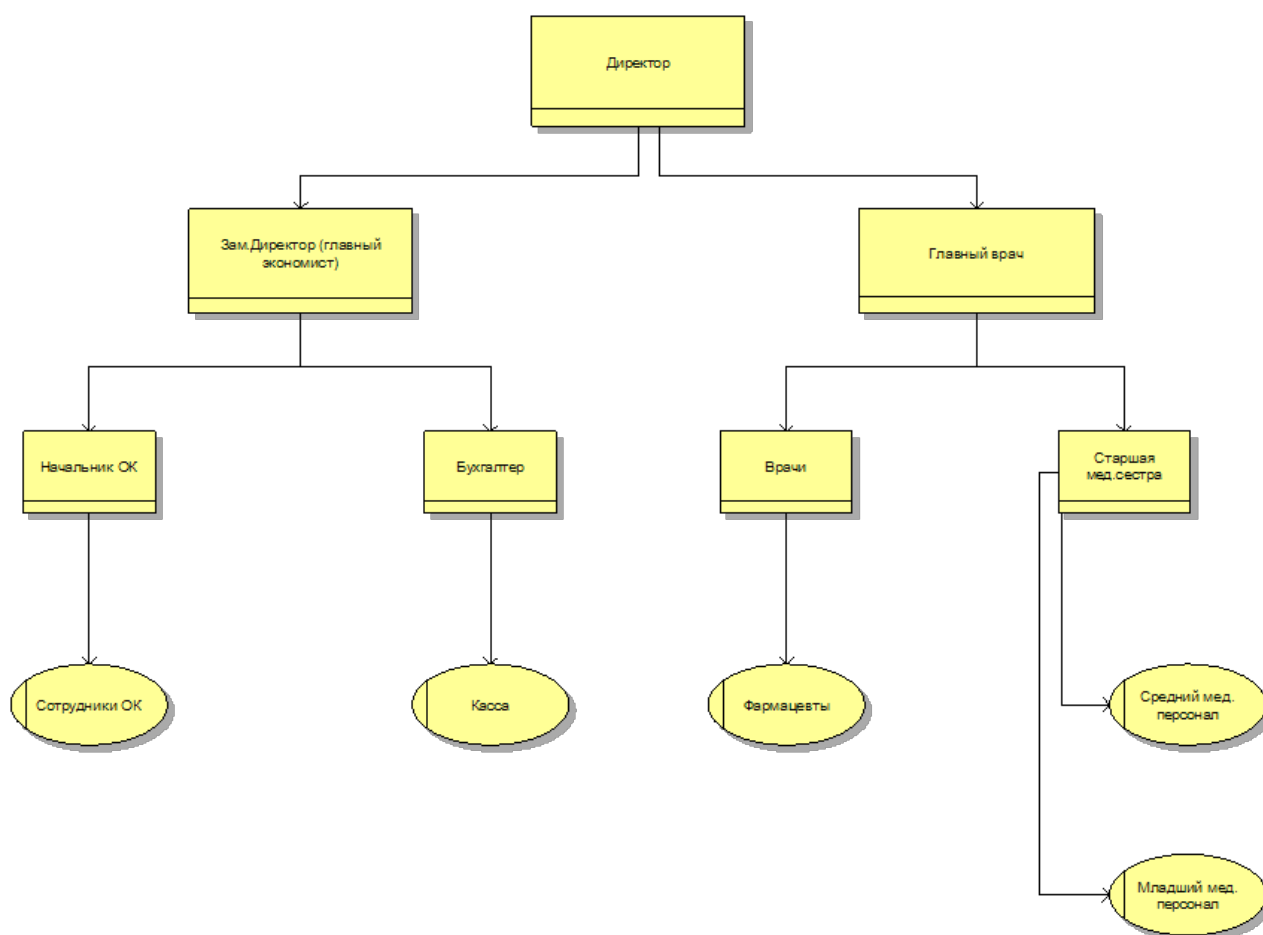 Директор
Зам.Директор (главный
экономист)
Главный врач
Начальник ОК
Бухгалтер
Врачи
Старшая
мед.сестра
Сотрудники ОК
Касса
Фармацевты
Средний мед.
персонал
Младший мед.
персонал